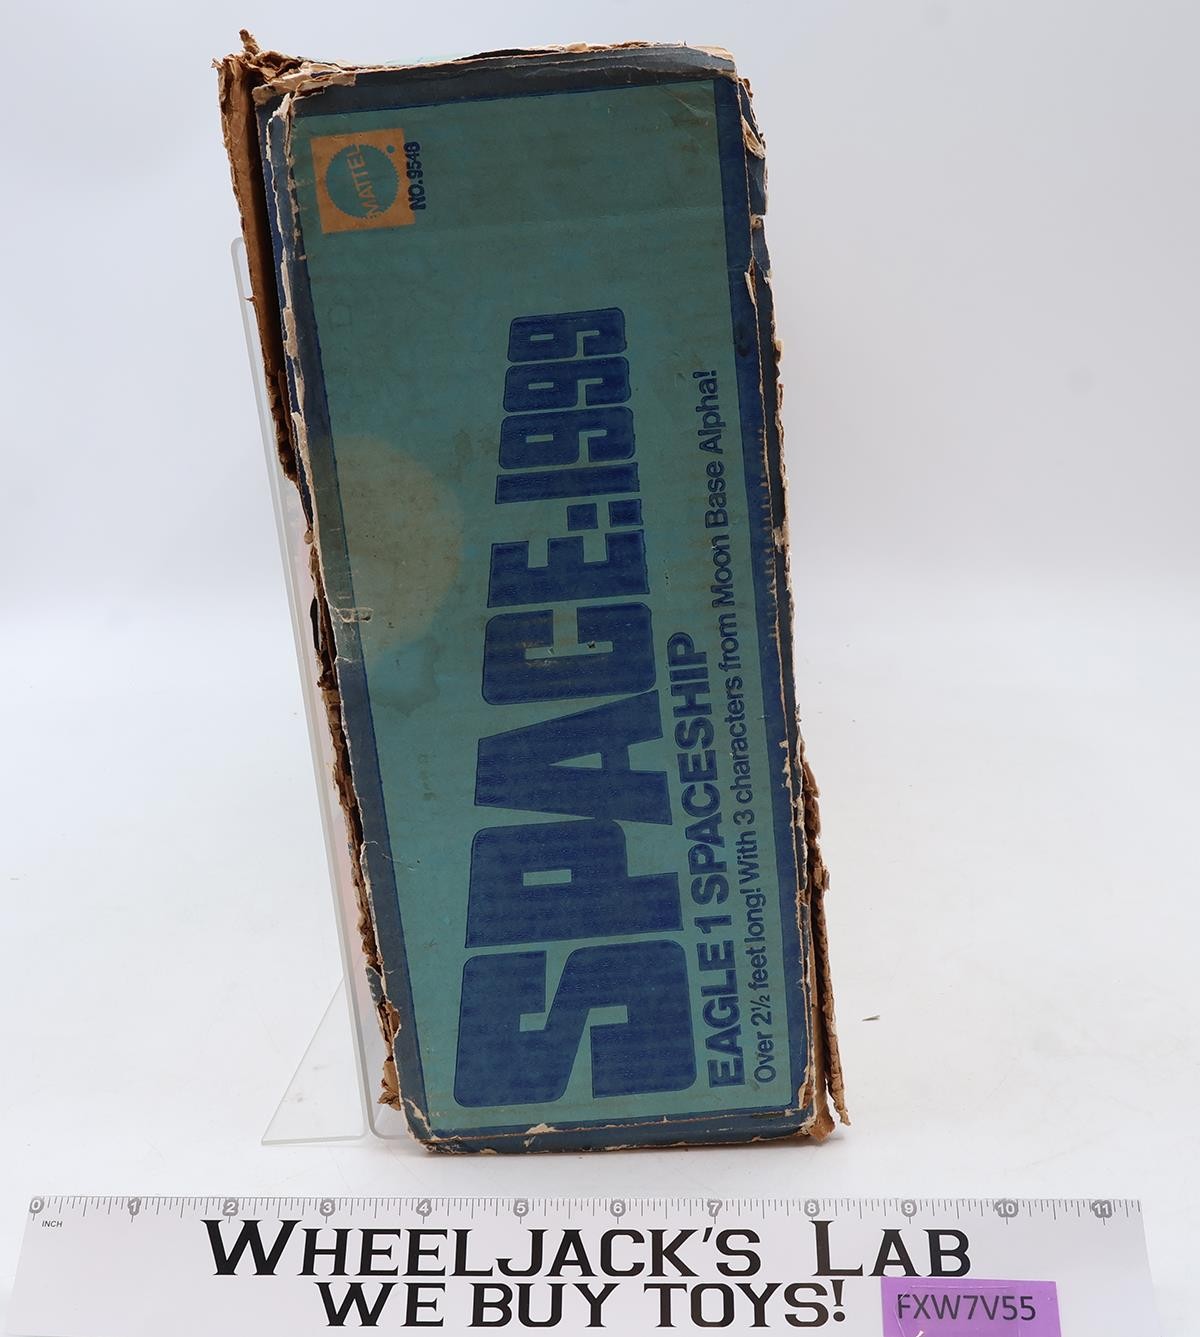 MATTEL
NO. 9548
SPACE:1999
EAGLE 1 SPACESHIP
Over 2½ feet long! With 3 characters from Moon Base Alpha!
0 1 2 3 4 5 6 7 8 9 10 11
INCH
WHEELJACK'S LAB
WE BUY TOYS!
FXW7V55